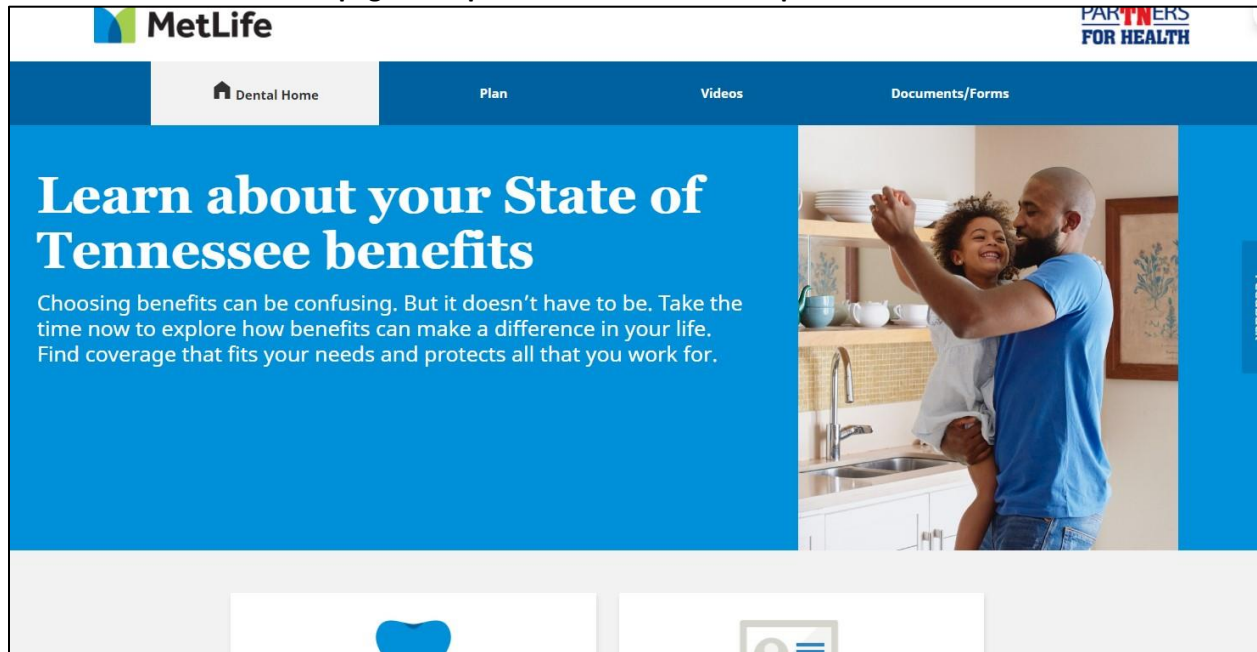 MetLife
PARTNERS
FOR HEALTH
Dental Home
Plan
Videos
Documents/Forms
Learn about your State of
Tennessee benefits
Choosing benefits can be confusing. But it doesn’t have to be. Take the
time now to explore how benefits can make a difference in your life.
Find coverage that fits your needs and protects all that you work for.